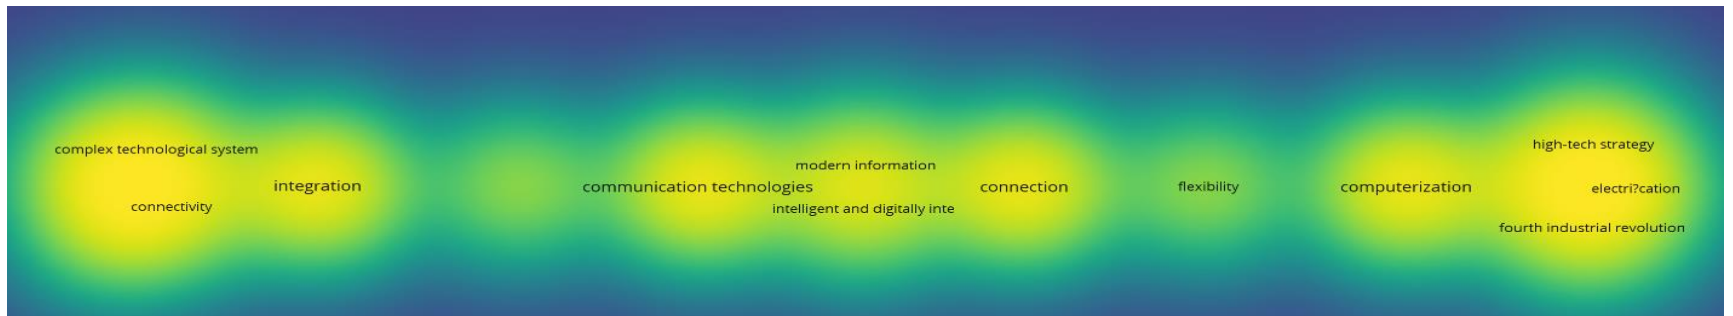 complex technological system
connectivity
integration
communication technologies
modern information
intelligent and digitally inte
connection
flexibility
computerization
high-tech strategy
electri?cation
fourth industrial revolution